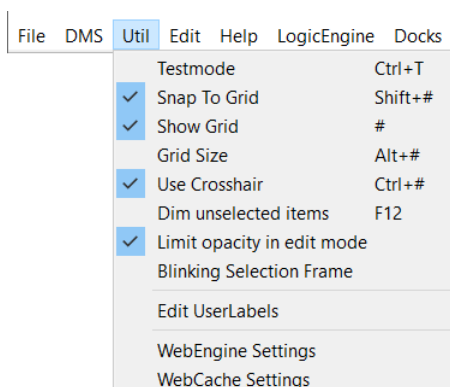 File DMS Util Edit Help LogicEngine Docks
Testmode Ctrl+T
Snap To Grid Shift+#
Show Grid #
Grid Size Alt+#
Use Crosshair Ctrl+#
Dim unselected items F12
Limit opacity in edit mode
Blinking Selection Frame
Edit UserLabels
WebEngine Settings
WebCache Settings